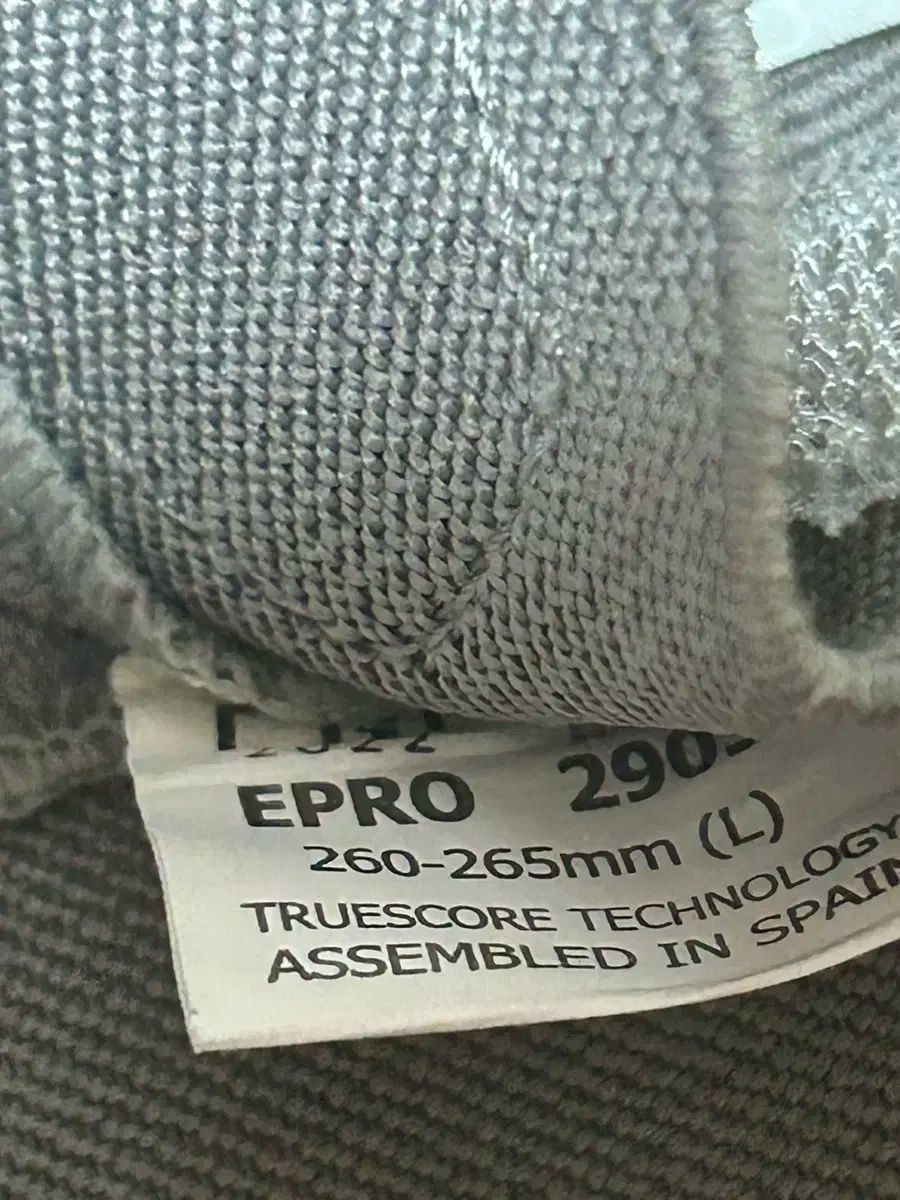 EPRO 290-
260-265mm (L)
TRUESCORE TECHNOLOGY
ASSEMBLED IN SPAIN